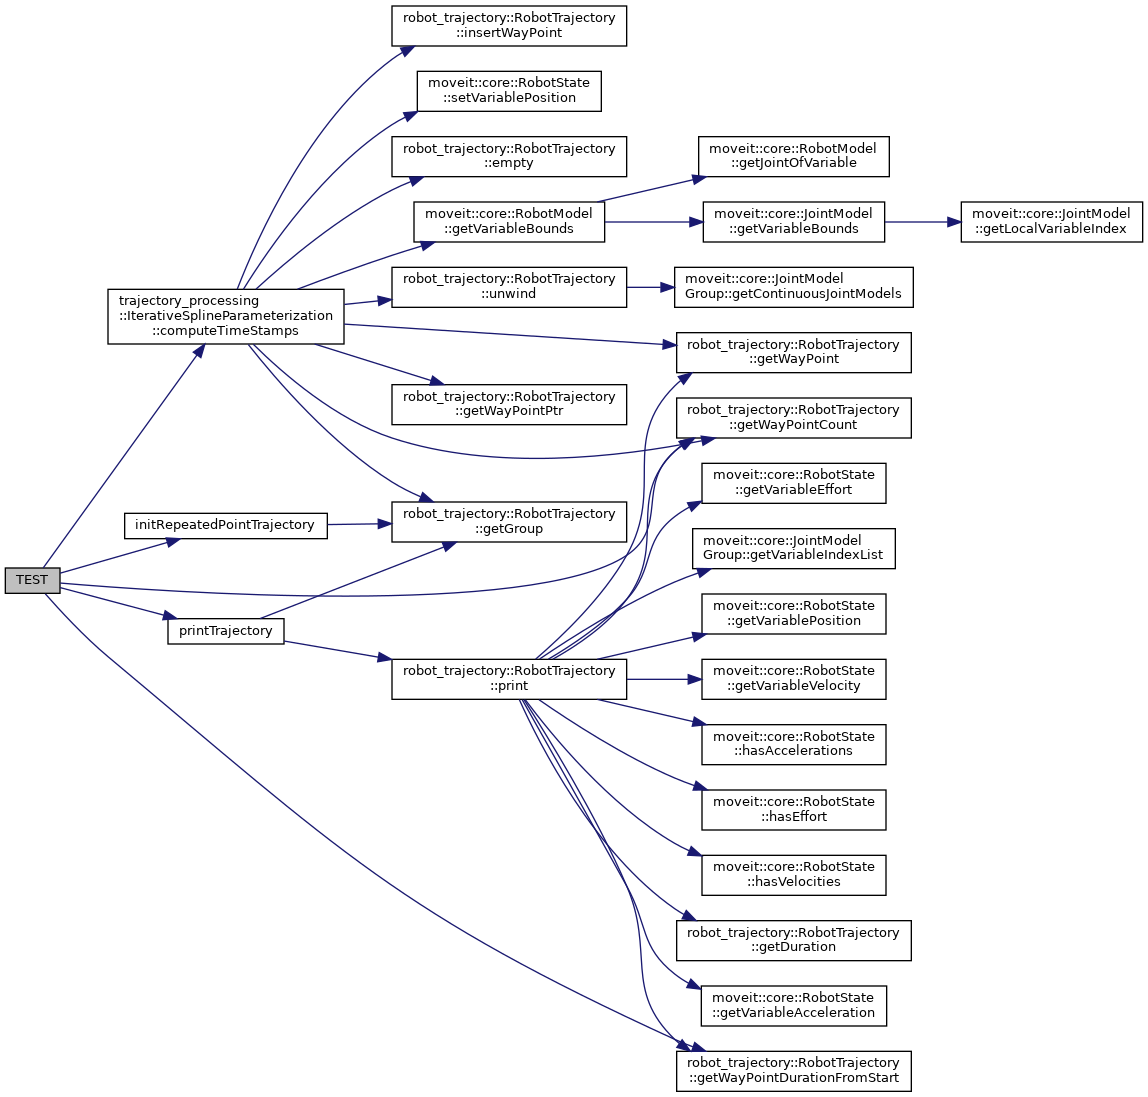 robot_trajectory::RobotTrajectory
::insertWayPoint
moveit::core::RobotState
::setVariablePosition
robot_trajectory::RobotTrajectory
::empty
moveit::core::RobotModel
::getJointOfVariable
moveit::core::RobotModel
::getVariableBounds
moveit::core::JointModel
::getVariableBounds
moveit::core::JointModel
::getLocalVariableIndex
robot_trajectory::RobotTrajectory
::unwind
moveit::core::JointModel
Group::getContinuousJointModels
trajectory_processing
::IterativeSplineParameterization
::computeTimeStamps
robot_trajectory::RobotTrajectory
::getWayPoint
robot_trajectory::RobotTrajectory
::getWayPointPtr
robot_trajectory::RobotTrajectory
::getWayPointCount
moveit::core::RobotState
::getVariableEffort
initRepeatedPointTrajectory
robot_trajectory::RobotTrajectory
::getGroup
moveit::core::JointModel
Group::getVariableIndexList
TEST
moveit::core::RobotState
::getVariablePosition
printTrajectory
robot_trajectory::RobotTrajectory
::print
moveit::core::RobotState
::getVariableVelocity
moveit::core::RobotState
::hasAccelerations
moveit::core::RobotState
::hasEffort
moveit::core::RobotState
::hasVelocities
robot_trajectory::RobotTrajectory
::getDuration
moveit::core::RobotState
::getVariableAcceleration
robot_trajectory::RobotTrajectory
::getWayPointDurationFromStart